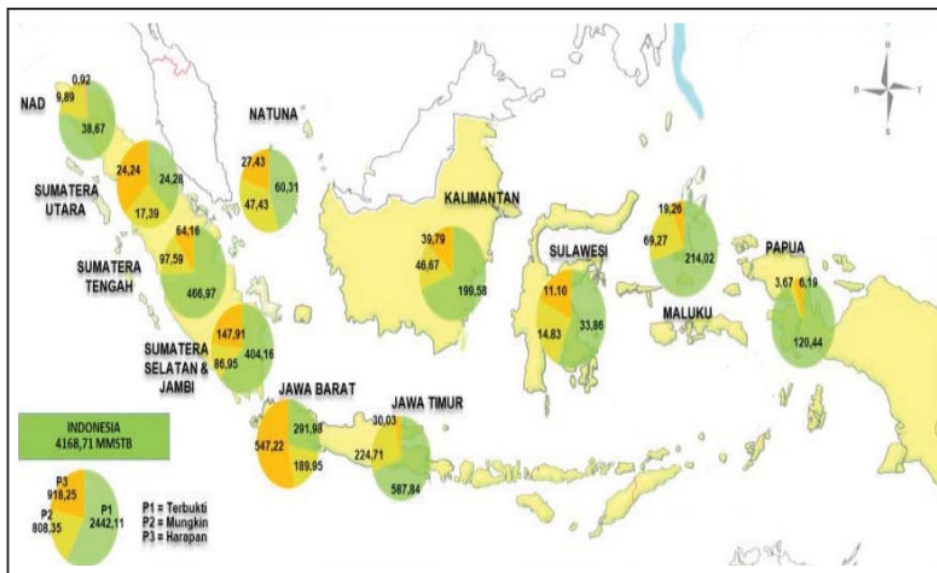 0,92
9,89
NAD
38,67
NATUNA
24,24
24,28
27,43
60,31
SUMATERA
UTARA
17,39
47,43
KALIMANTAN
64,16
97,59
SUMATERA
TENGAH
466,97
39,79
46,67
199,58
SULAWESI
11.10
14.83
33,86
19,26
69,27
214,02
MALUKU
PAPUA
3,67
6,19
120,44
147,91
86,95
404,16
SUMATERA
SELATAN &
JAMBI
JAWA BARAT
291,98
547,22
189,95
JAWA TIMUR
30,03
224,71
587,84
INDONESIA
4168,71 MMSTB
P3
918,25
P2
808,35
P1
2442,11
P1 = Terbukti
P2 = Mungkin
P3 = Harapan
U
B
T
S